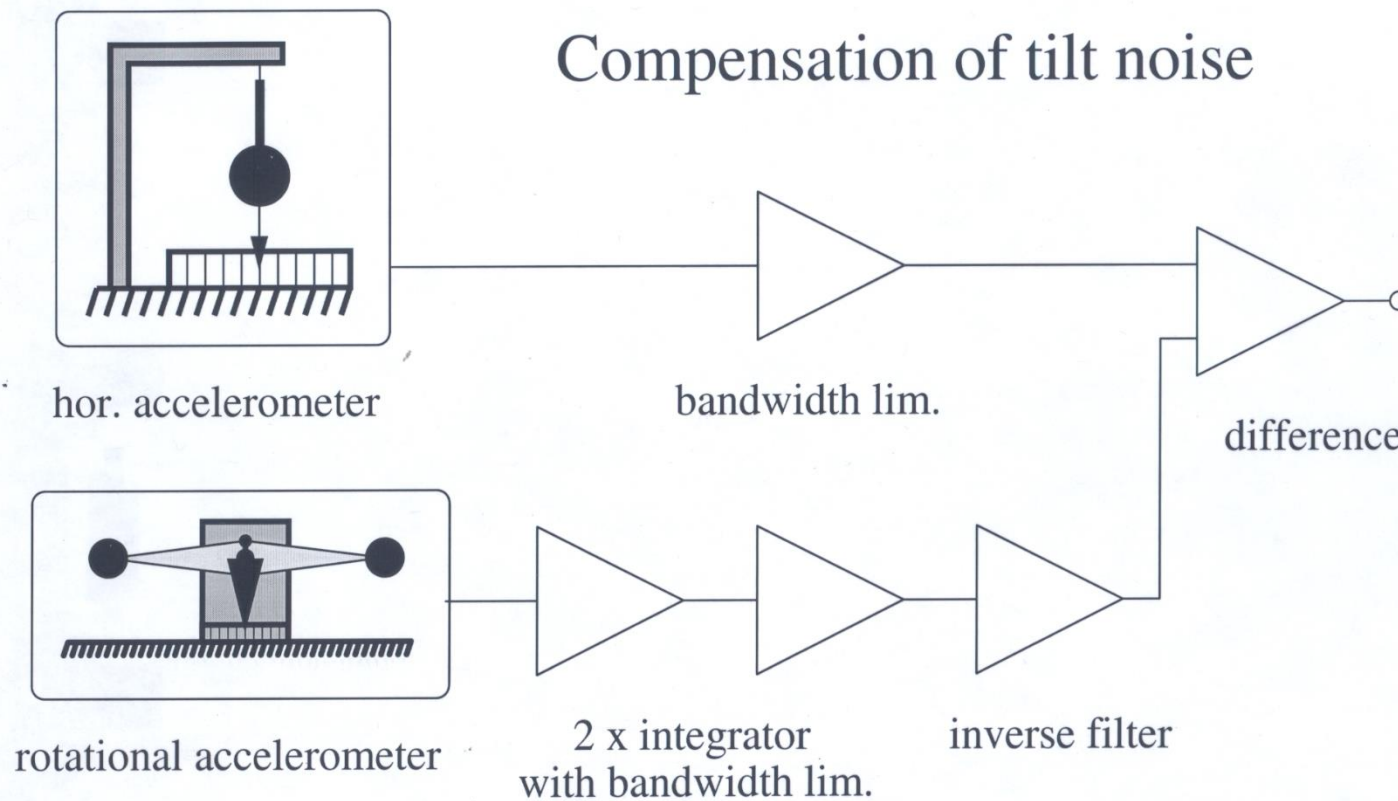 Compensation of tilt noise
hor. accelerometer
bandwidth lim.
difference
rotational accelerometer
2 x integrator
with bandwidth lim.
inverse filter